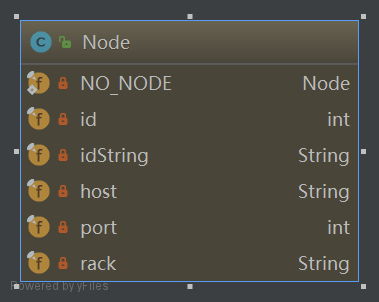 C Node
f NO_NODE Node
f id int
f idString String
f host String
f port int
f rack String
Powered by yFiles